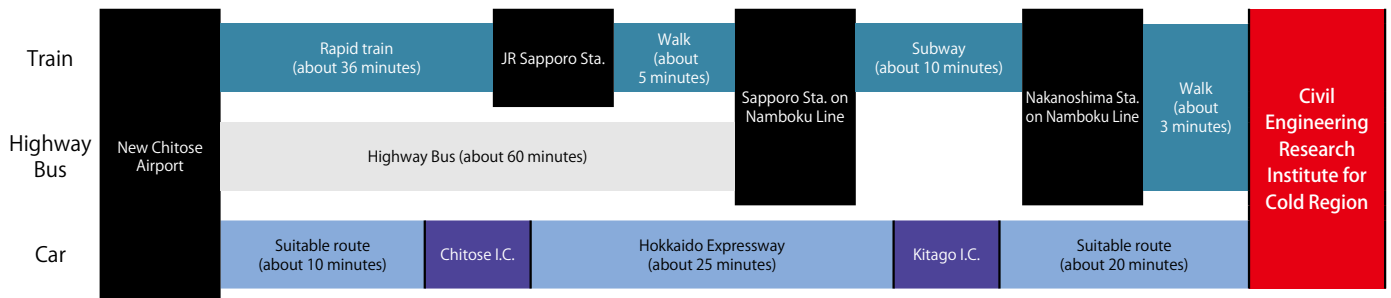 Train
Rapid train
(about 36 minutes)
JR Sapporo Sta.
Walk
(about
5 minutes)
Subway
(about 10 minutes)
Highway
Bus
New Chitose
Airport
Highway Bus (about 60 minutes)
Sapporo Sta. on
Namboku Line
Nakanoshima Sta.
on Namboku Line
Walk
(about
3 minutes)
Civil
Engineering
Research
Institute for
Cold Region
Car
Suitable route
(about 10 minutes)
Chitose I.C.
Hokkaido Expressway
(about 25 minutes)
Kitago I.C.
Suitable route
(about 20 minutes)